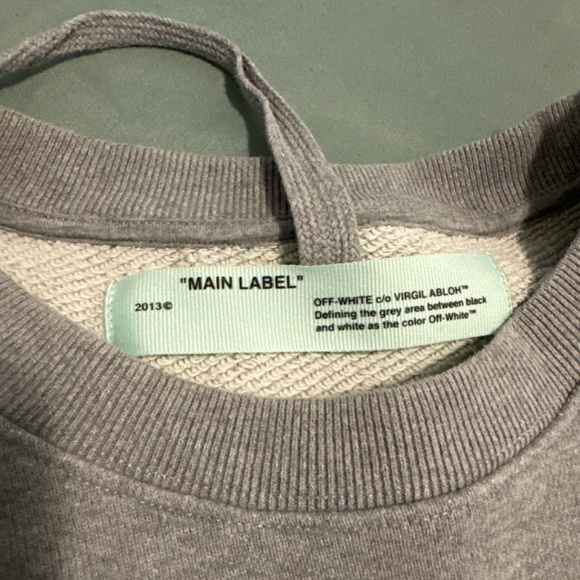 "MAIN LABEL"
2013©
OFF-WHITE c/o VIRGIL ABLOH™
Defining the grey area between black
and white as the color Off-White™